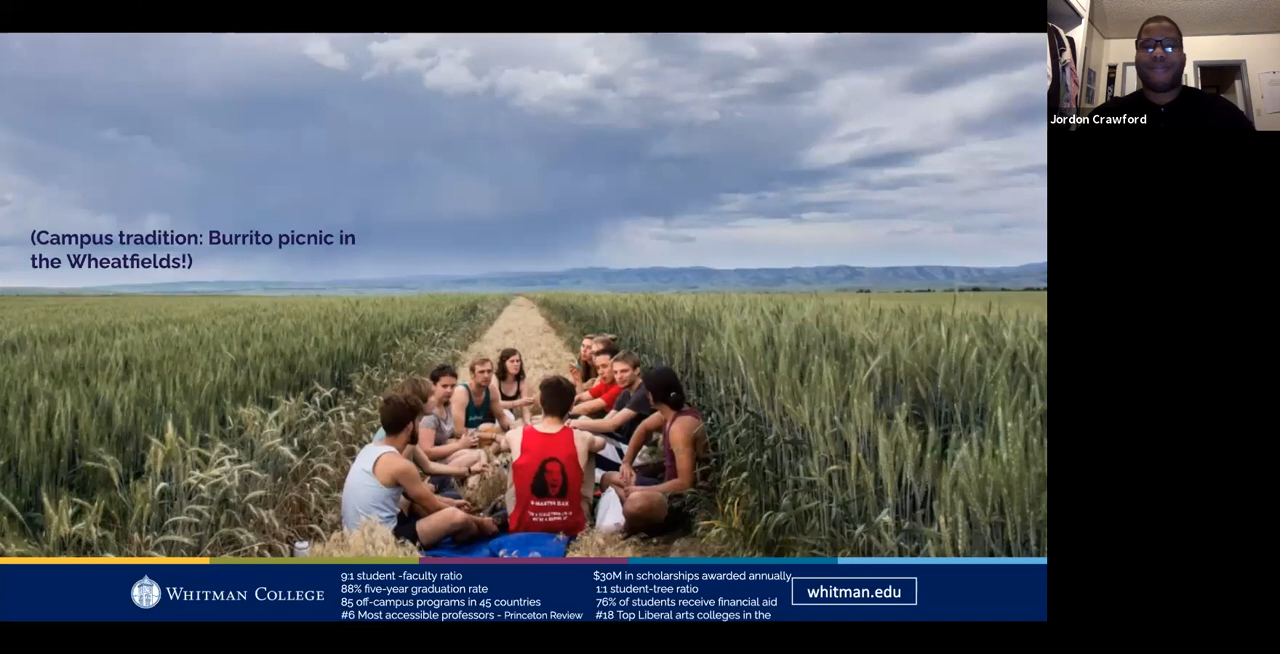 Jordon Crawford
(Campus tradition: Burrito picnic in
the Wheatfields!)
WHITMAN COLLEGE
9:1 student -faculty ratio
88% five-year graduation rate
85 off-campus programs in 45 countries
#6 Most accessible professors - Princeton Review
$30M in scholarships awarded annually
1:1 student-tree ratio
76% of students receive financial aid
#18 Top Liberal arts colleges in the
whitman.edu